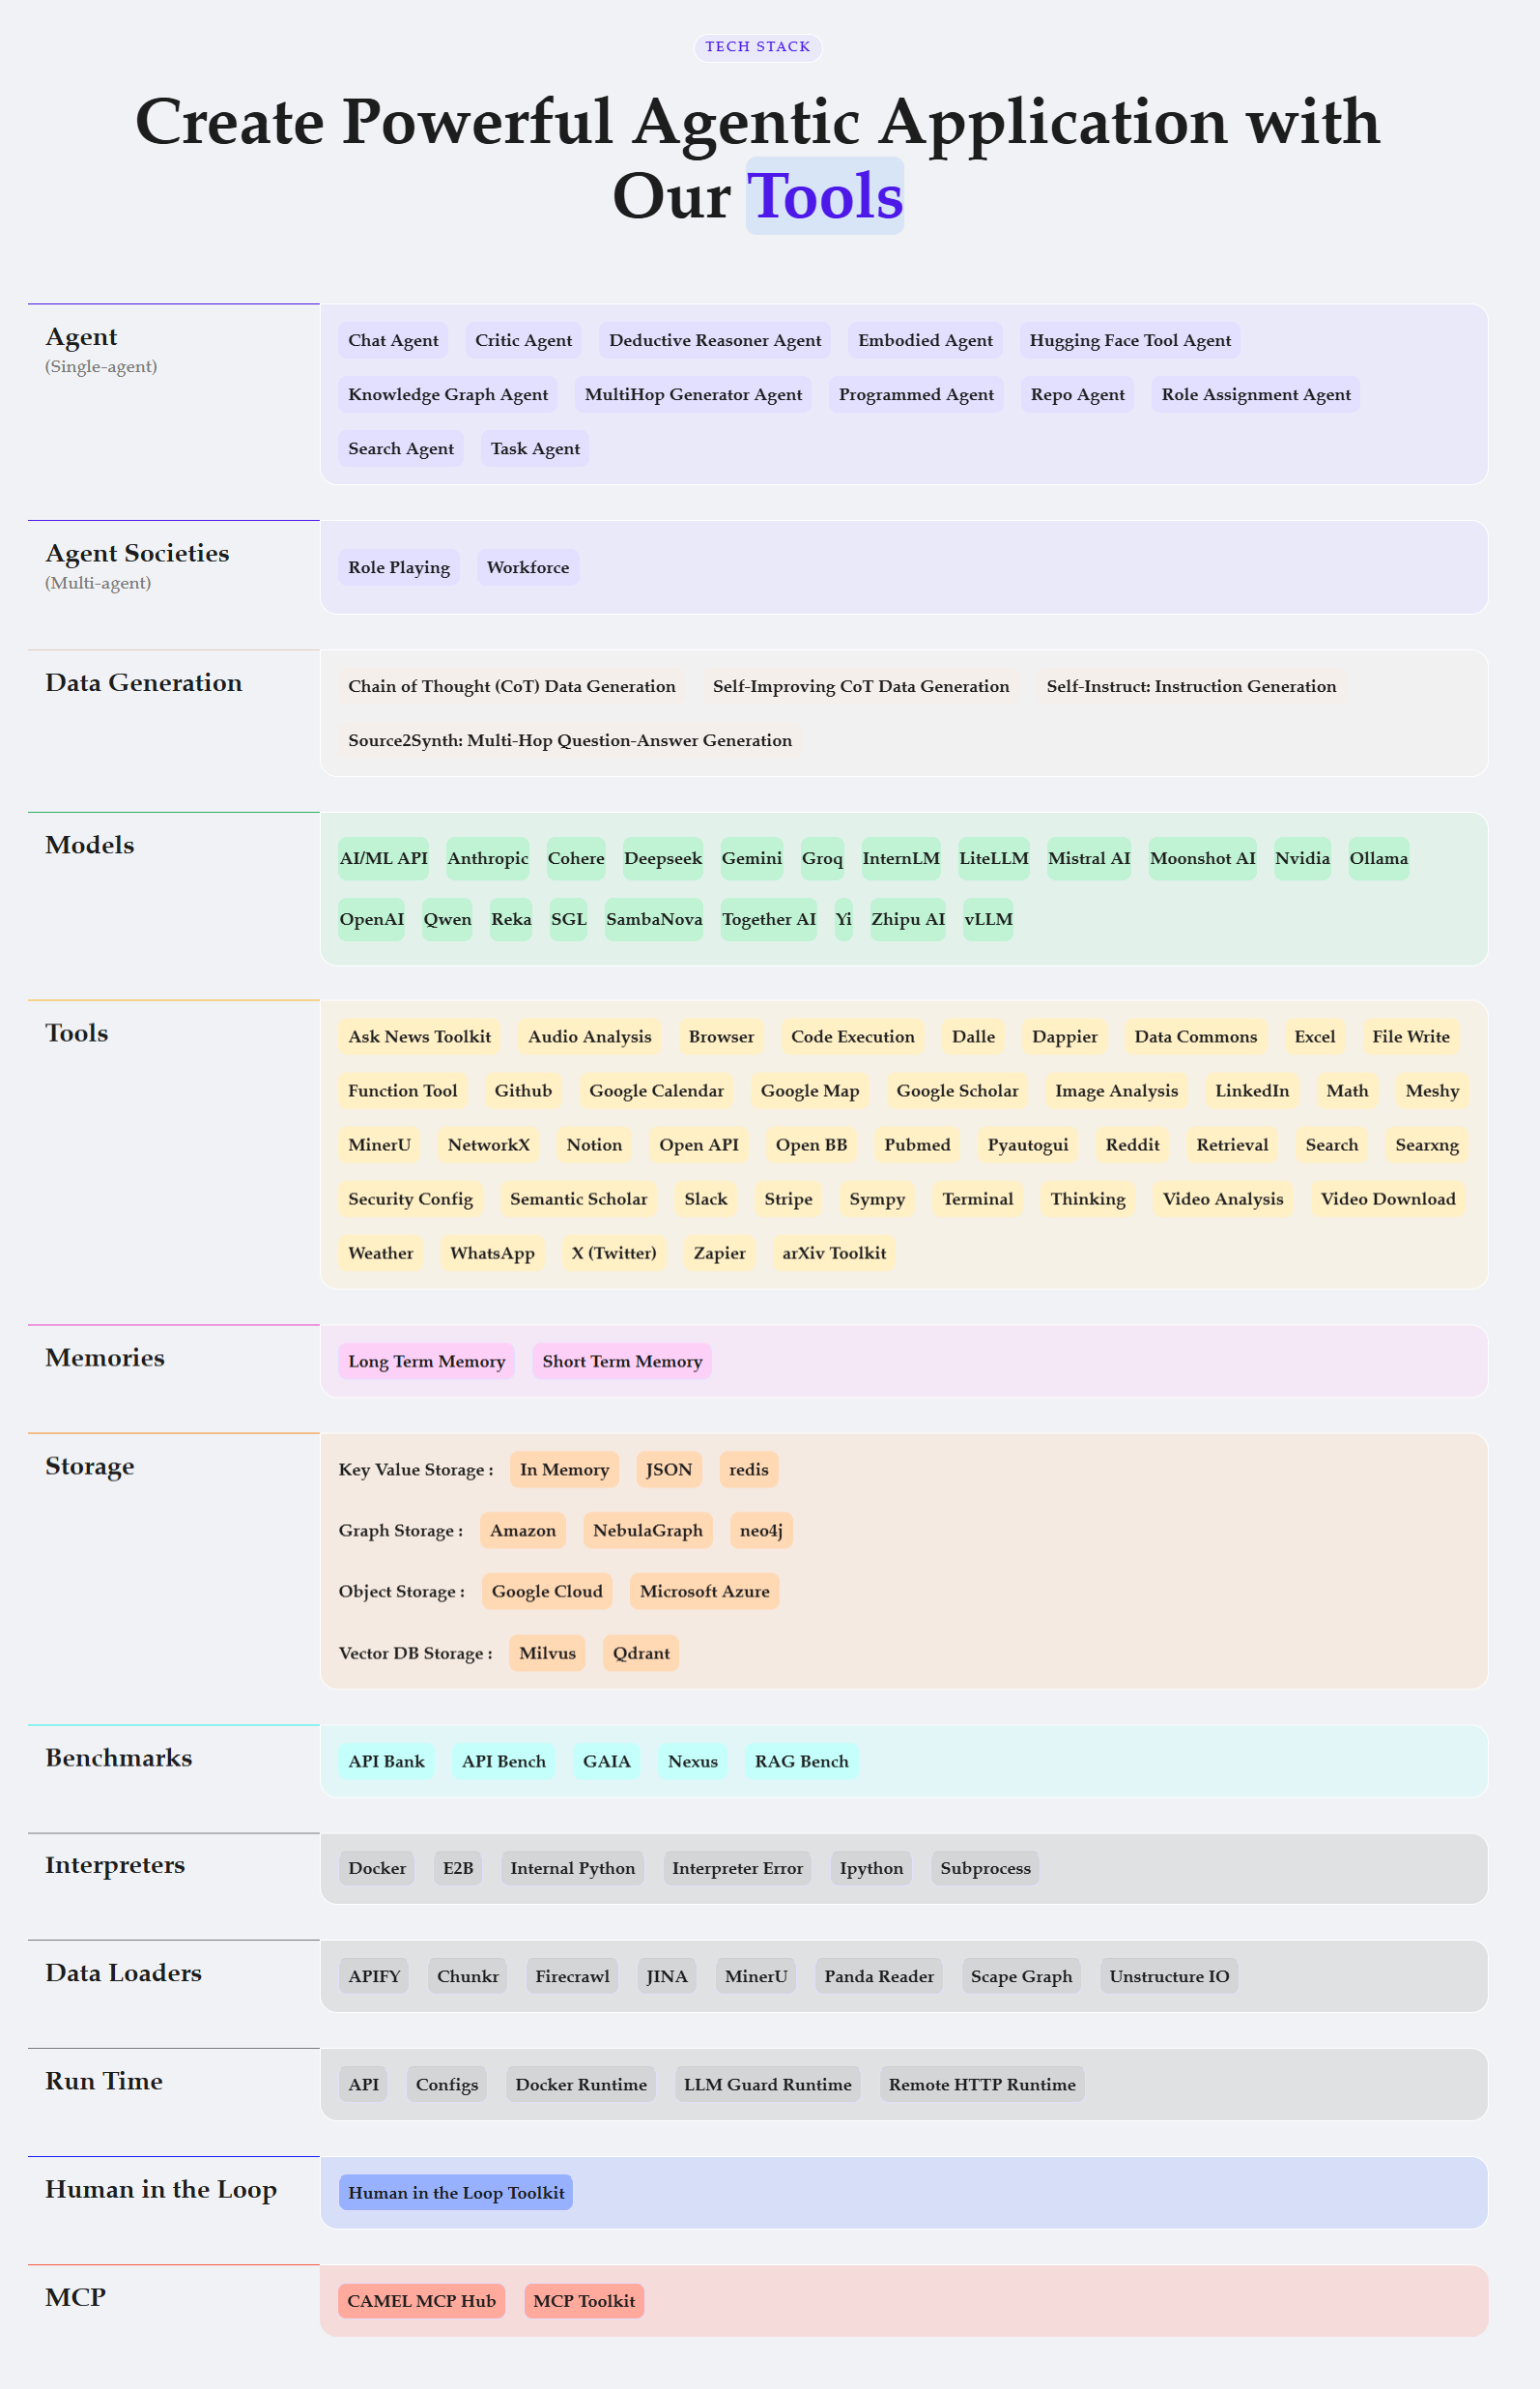 TECH STACK
Create Powerful Agentic Application with
Our Tools
Agent
(Single-agent)
Chat Agent Critic Agent Deductive Reasoner Agent Embodied Agent Hugging Face Tool Agent
Knowledge Graph Agent MultiHop Generator Agent Programmed Agent Repo Agent Role Assignment Agent
Search Agent Task Agent
Agent Societies
(Multi-agent)
Role Playing Workforce
Data Generation
Chain of Thought (CoT) Data Generation Self-Improving CoT Data Generation Self-Instruct: Instruction Generation
Source2Synth: Multi-Hop Question-Answer Generation
Models
AI/ML API Anthropic Cohere Deepseek Gemini Groq InternLM LiteLLM Mistral AI Moonshot AI Nvidia Ollama
OpenAI Qwen Reka SGL SambaNova Together AI Yi Zhipu AI vLLM
Tools
Ask News Toolkit Audio Analysis Browser Code Execution Dalle Dappier Data Commons Excel File Write
Function Tool Github Google Calendar Google Map Google Scholar Image Analysis LinkedIn Math Meshy
MinerU NetworkX Notion Open API Open BB Pubmed Pyautogui Reddit Retrieval Search Searxng
Security Config Semantic Scholar Slack Stripe Sympy Terminal Thinking Video Analysis Video Download
Weather WhatsApp X (Twitter) Zapier arXiv Toolkit
Memories
Long Term Memory Short Term Memory
Storage
Key Value Storage : In Memory JSON redis
Graph Storage : Amazon NebulaGraph neo4j
Object Storage : Google Cloud Microsoft Azure
Vector DB Storage : Milvus Qdrant
Benchmarks
API Bank API Bench GAIA Nexus RAG Bench
Interpreters
Docker E2B Internal Python Interpreter Error Ipython Subprocess
Data Loaders
APIFY Chunkr Firecrawl JINA MinerU Panda Reader Scape Graph Unstructure IO
Run Time
API Configs Docker Runtime LLM Guard Runtime Remote HTTP Runtime
Human in the Loop
Human in the Loop Toolkit
MCP
CAMEL MCP Hub MCP Toolkit